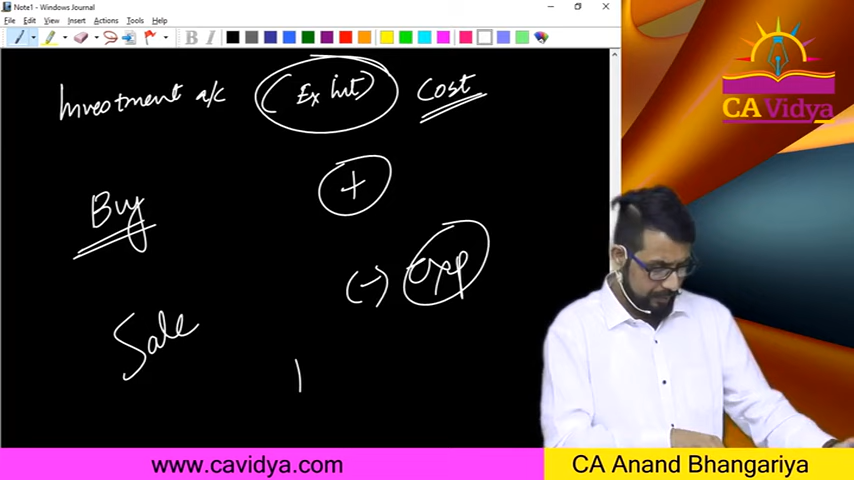 Note1 - Windows Journal
File Edit View Insert Actions Tools Help
B I
CA Vidya
Investment a/c (Ex Int) Cost
Buy +
(-) exp
Sale
www.cavidya.com
CA Anand Bhangariya